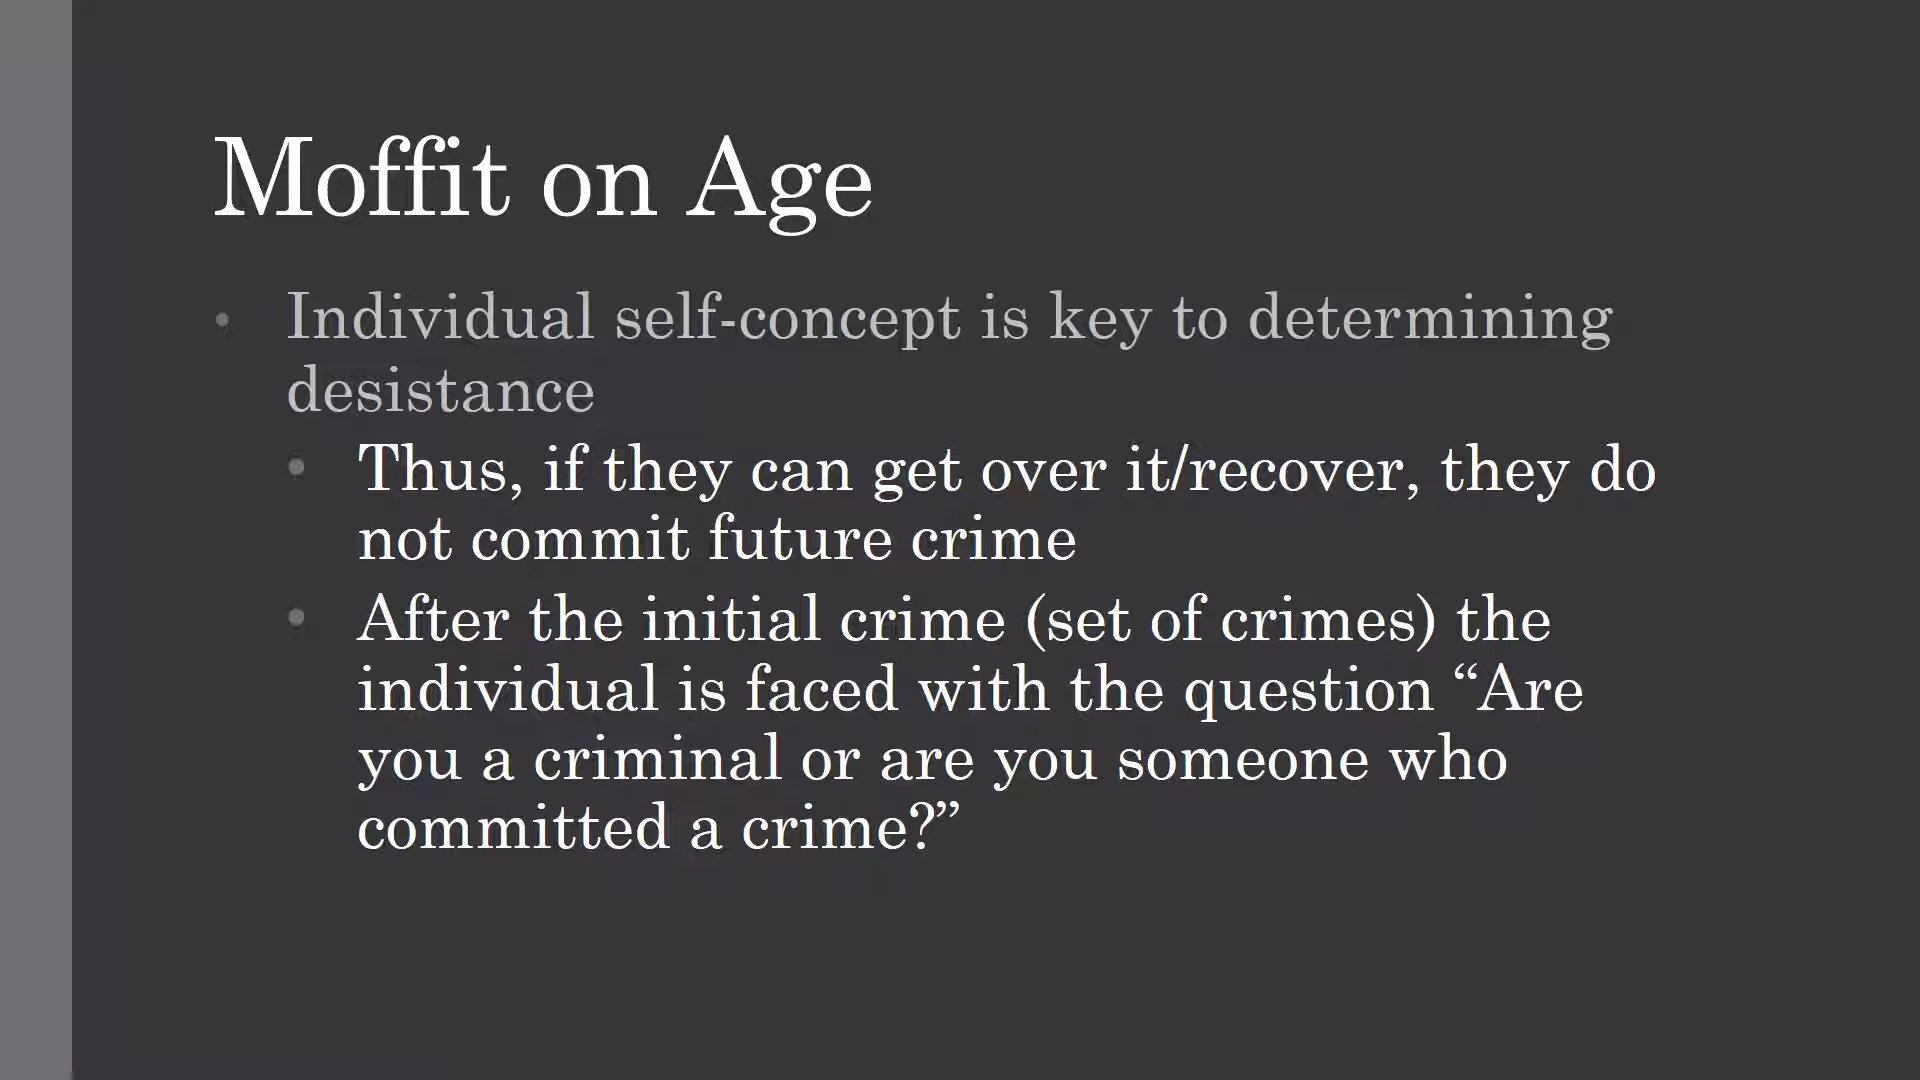 Moffit on Age
• Individual self-concept is key to determining
desistance
• Thus, if they can get over it/recover, they do
not commit future crime
• After the initial crime (set of crimes) the
individual is faced with the question “Are
you a criminal or are you someone who
committed a crime?”